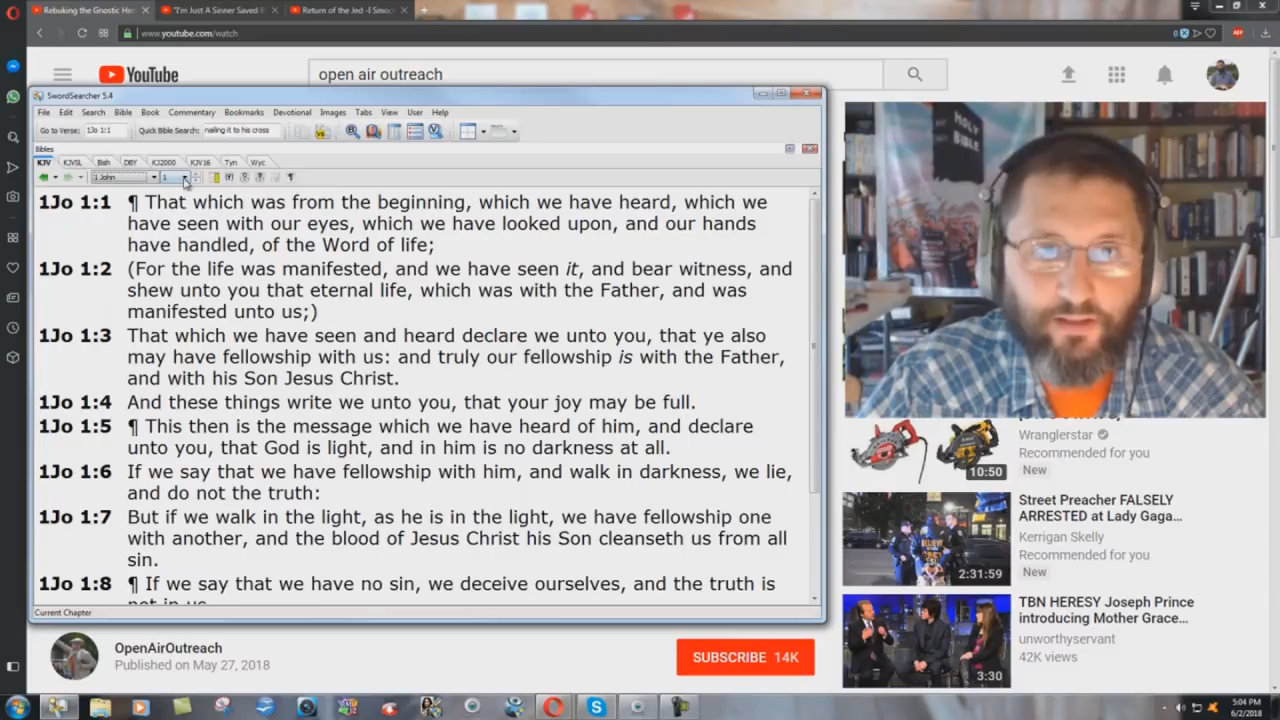 Rebuking the Gnostic Her
"I'm Just A Sinner Saved
Return of the Jed -I Smoc
www.youtube.com/watch
0
ABP
YouTube
open air outreach
SwordSearcher 5.4
File Edit Search Bible Book Commentary Bookmarks Devotional Images Tabs View User Help
Go to Verse: 1Jo 1:1 Quick Bible Search: nailing it to his cross
Bibles
KJV KJVSL Bish DBY KJ2000 KJV16 Tyn Wyc
1 John 1
1Jo 1:1 ¶ That which was from the beginning, which we have heard, which we
have seen with our eyes, which we have looked upon, and our hands
have handled, of the Word of life;
1Jo 1:2 (For the life was manifested, and we have seen it, and bear witness, and
shew unto you that eternal life, which was with the Father, and was
manifested unto us;)
1Jo 1:3 That which we have seen and heard declare we unto you, that ye also
may have fellowship with us: and truly our fellowship is with the Father,
and with his Son Jesus Christ.
1Jo 1:4 And these things write we unto you, that your joy may be full.
1Jo 1:5 ¶ This then is the message which we have heard of him, and declare
unto you, that God is light, and in him is no darkness at all.
1Jo 1:6 If we say that we have fellowship with him, and walk in darkness, we lie,
and do not the truth:
1Jo 1:7 But if we walk in the light, as he is in the light, we have fellowship one
with another, and the blood of Jesus Christ his Son cleanseth us from all
sin.
1Jo 1:8 ¶ If we say that we have no sin, we deceive ourselves, and the truth is
not in us
Current Chapter
HOLY
BIBLE
Wranglerstar
Recommended for you
New
10:50
Street Preacher FALSELY
ARRESTED at Lady Gaga...
Kerrigan Skelly
Recommended for you
New
2:31:59
TBN HERESY Joseph Prince
introducing Mother Grace...
unworthyservant
42K views
3:30
OpenAirOutreach
Published on May 27, 2018
SUBSCRIBE 14K
5:04 PM
6/2/2018